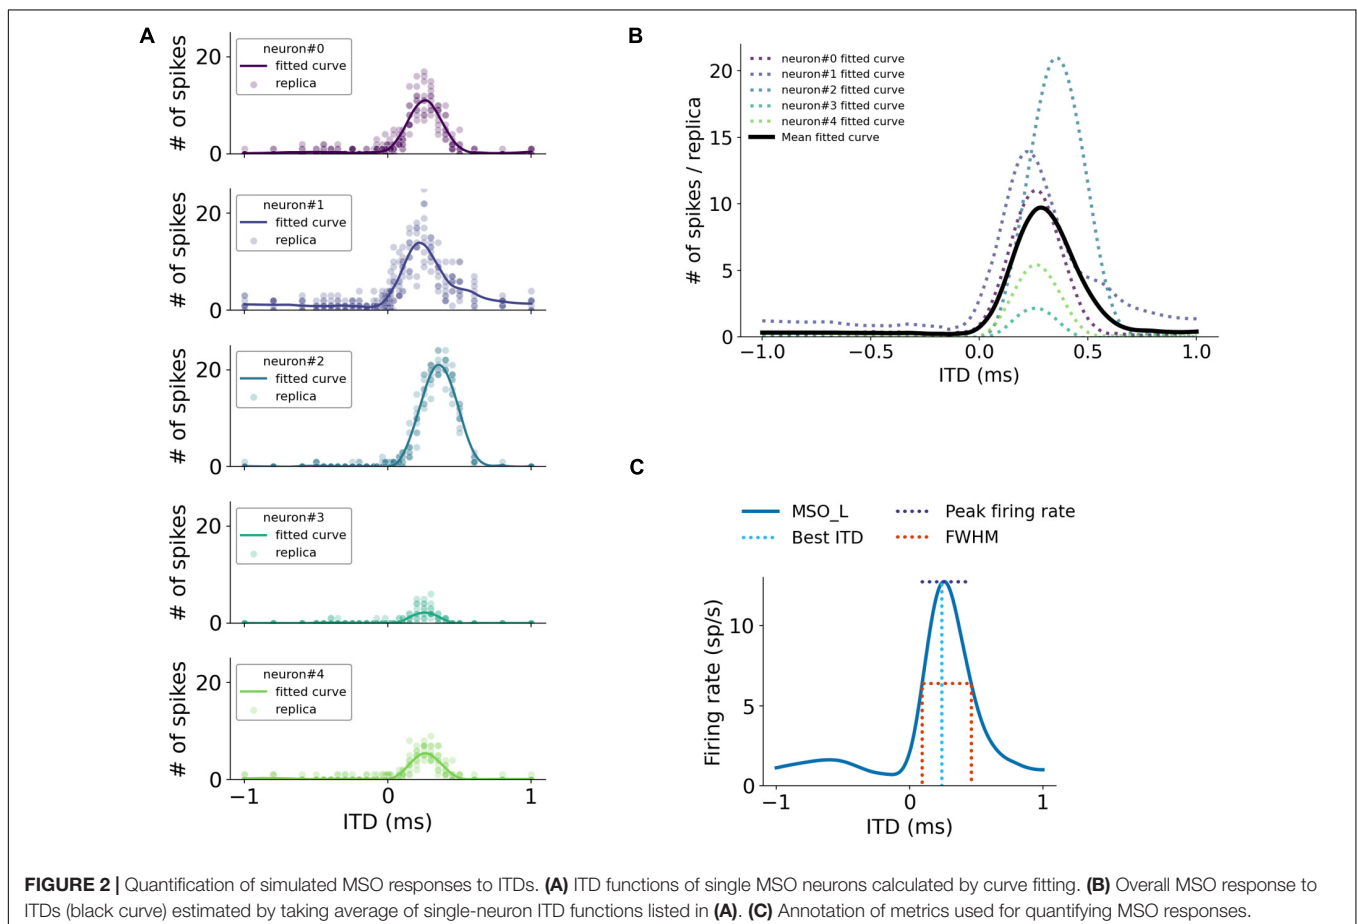 A
neuron#0
fitted curve
replica
# of spikes
20
0
neuron#1
fitted curve
replica
# of spikes
20
0
neuron#2
fitted curve
replica
# of spikes
20
0
neuron#3
fitted curve
replica
# of spikes
20
0
neuron#4
fitted curve
replica
# of spikes
20
0
−1 0 1
ITD (ms)
B
neuron#0 fitted curve
neuron#1 fitted curve
neuron#2 fitted curve
neuron#3 fitted curve
neuron#4 fitted curve
Mean fitted curve
# of spikes / replica
20
15
10
5
0
−1.0 −0.5 0.0 0.5 1.0
ITD (ms)
C
MSO_L Peak firing rate
Best ITD FWHM
Firing rate (sp/s)
10
5
0
−1 0 1
ITD (ms)
FIGURE 2 | Quantification of simulated MSO responses to ITDs. (A) ITD functions of single MSO neurons calculated by curve fitting. (B) Overall MSO response to
ITDs (black curve) estimated by taking average of single-neuron ITD functions listed in (A). (C) Annotation of metrics used for quantifying MSO responses.